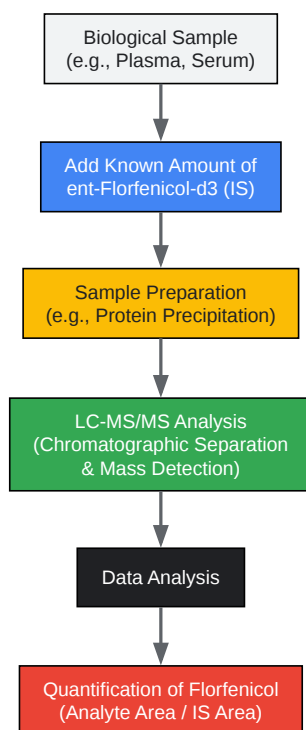 Biological Sample
(e.g., Plasma, Serum)
Add Known Amount of
ent-Florfenicol-d3 (IS)
Sample Preparation
(e.g., Protein Precipitation)
LC-MS/MS Analysis
(Chromatographic Separation
& Mass Detection)
Data Analysis
Quantification of Florfenicol
(Analyte Area / IS Area)